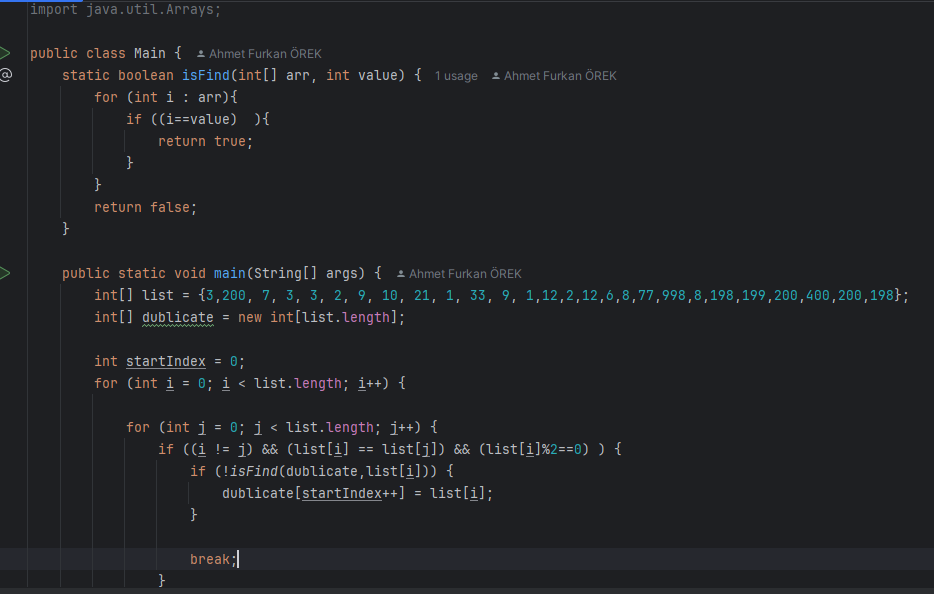 import java.util.Arrays;
public class Main { Ahmet Furkan ÖREK
@
static boolean isFind(int[] arr, int value) { 1 usage Ahmet Furkan ÖREK
for (int i : arr){
if ((i==value) ){
return true;
}
}
return false;
}
public static void main(String[] args) { Ahmet Furkan ÖREK
int[] list = {3,200, 7, 3, 3, 2, 9, 10, 21, 1, 33, 9, 1,12,2,12,6,8,77,998,8,198,199,200,400,200,198};
int[] dublicate = new int[list.length];
int startIndex = 0;
for (int i = 0; i < list.length; i++) {
for (int j = 0; j < list.length; j++) {
if ((i != j) && (list[i] == list[j]) && (list[i]%2==0) ) {
if (!isFind(dublicate,list[i])) {
dublicate[startIndex++] = list[i];
}
break;
}